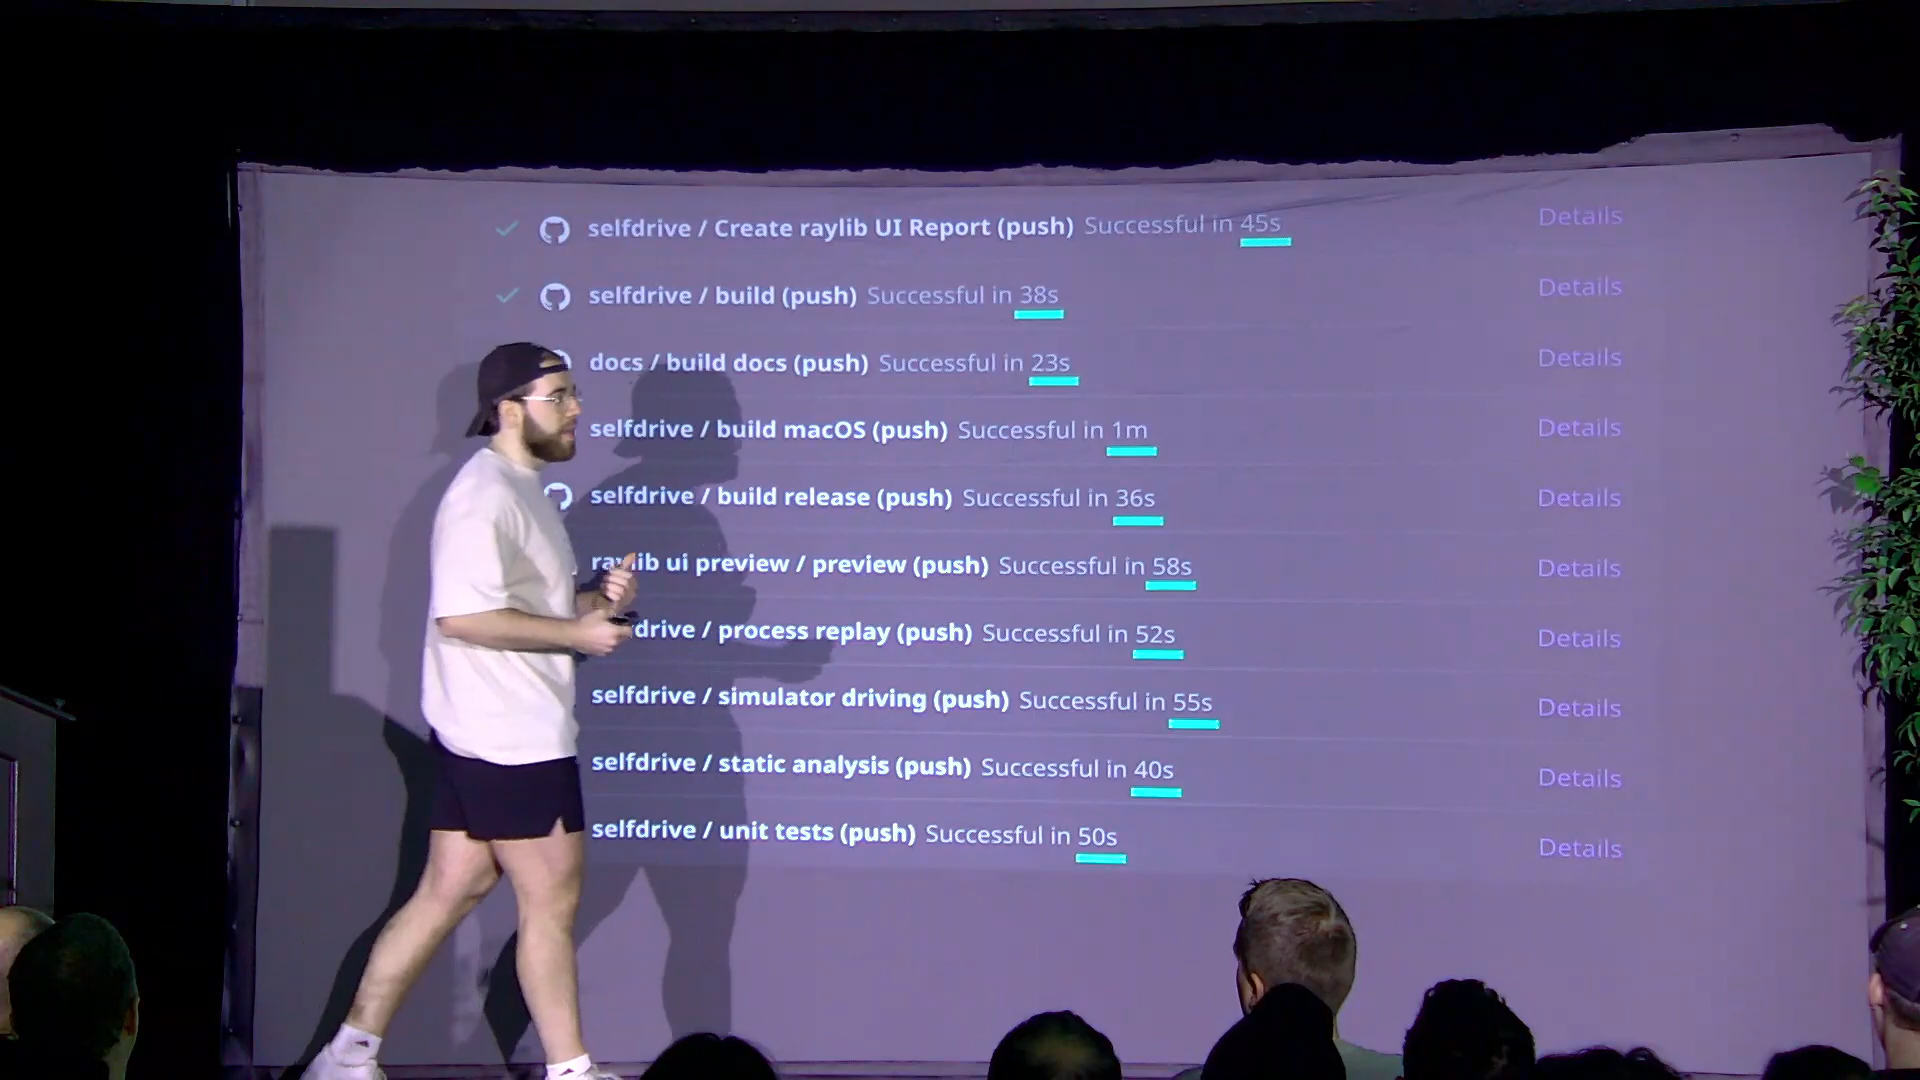 selfdrive / Create raylib UI Report (push) Successful in 45s Details
selfdrive / build (push) Successful in 38s Details
docs / build docs (push) Successful in 23s Details
selfdrive / build macOS (push) Successful in 1m Details
selfdrive / build release (push) Successful in 36s Details
raylib ui preview / preview (push) Successful in 58s Details
drive / process replay (push) Successful in 52s Details
selfdrive / simulator driving (push) Successful in 55s Details
selfdrive / static analysis (push) Successful in 40s Details
selfdrive / unit tests (push) Successful in 50s Details